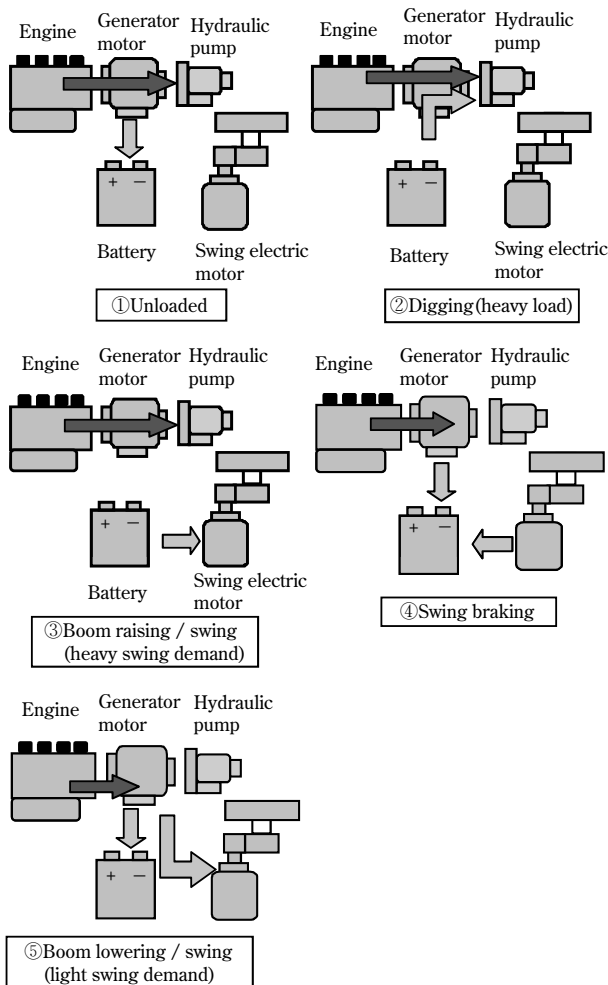 Engine
Generator
motor
Hydraulic
pump
+ −
Battery
Swing electric
motor
①Unloaded
Engine
Generator
motor
Hydraulic
pump
+ −
Battery
Swing electric
motor
②Digging(heavy load)
Engine
Generator
motor
Hydraulic
pump
+ −
Battery
Swing electric
motor
③Boom raising / swing
(heavy swing demand)
Engine
Generator
motor
Hydraulic
pump
+ −
④Swing braking
Engine
Generator
motor
Hydraulic
pump
+ −
⑤Boom lowering / swing
(light swing demand)